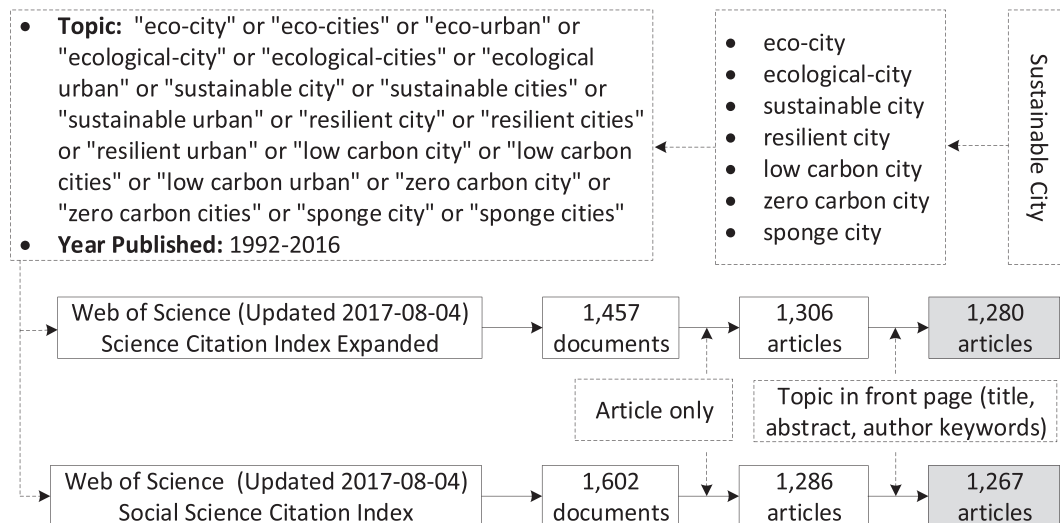 • Topic: "eco-city" or "eco-cities" or "eco-urban" or
"ecological-city" or "ecological-cities" or "ecological
urban" or "sustainable city" or "sustainable cities" or
"sustainable urban" or "resilient city" or "resilient cities"
or "resilient urban" or "low carbon city" or "low carbon
cities" or "low carbon urban" or "zero carbon city" or
"zero carbon cities" or "sponge city" or "sponge cities"
• Year Published: 1992-2016
• eco-city
• ecological-city
• sustainable city
• resilient city
• low carbon city
• zero carbon city
• sponge city
Sustainable City
Web of Science (Updated 2017-08-04)
Science Citation Index Expanded
1,457
documents
1,306
articles
1,280
articles
Article only
Topic in front page (title,
abstract, author keywords)
Web of Science (Updated 2017-08-04)
Social Science Citation Index
1,602
documents
1,286
articles
1,267
articles